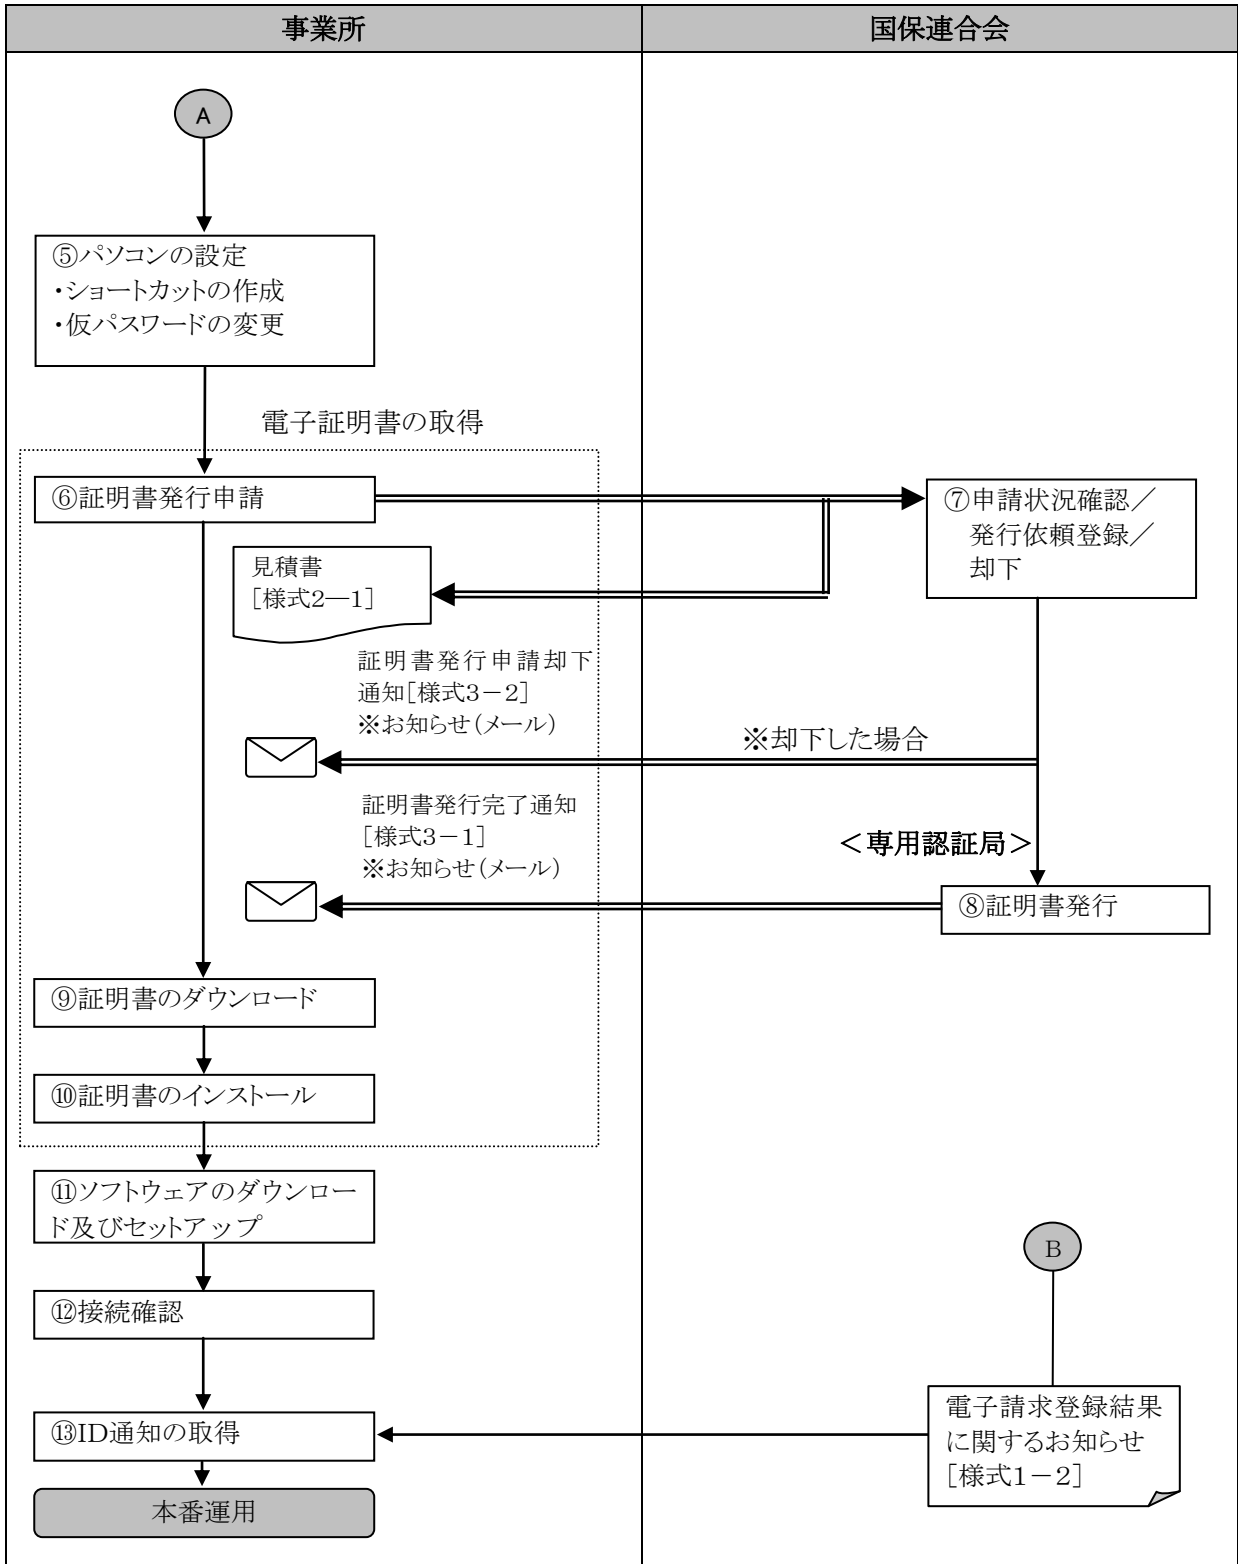 事業所
国保連合会
A
⑤パソコンの設定
・ショートカットの作成
・仮パスワードの変更
電子証明書の取得
⑥証明書発行申請
⑦申請状況確認／
発行依頼登録／
却下
見積書
[様式2―1]
証明書発行申請却下
通知[様式3－2]
※お知らせ(メール)
※却下した場合
証明書発行完了通知
[様式3－1]
※お知らせ(メール)
＜専用認証局＞
⑧証明書発行
⑨証明書のダウンロード
⑩証明書のインストール
⑪ソフトウェアのダウンロー
ド及びセットアップ
B
⑫接続確認
電子請求登録結果
に関するお知らせ
[様式1－2]
⑬ID通知の取得
本番運用